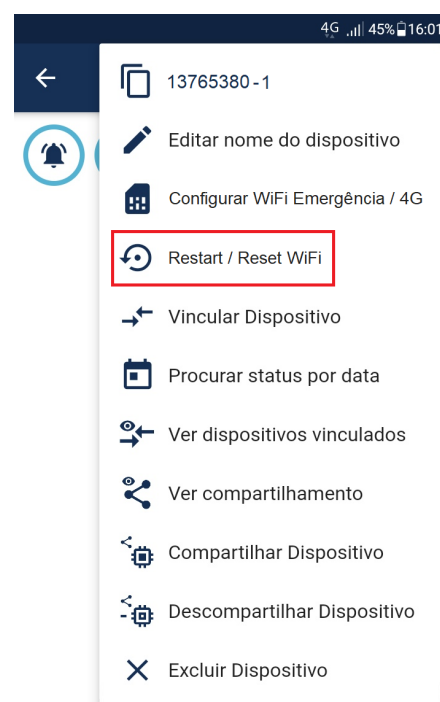 4G 45% 16:01
13765380-1
Editar nome do dispositivo
Configurar WiFi Emergência / 4G
Restart / Reset WiFi
Vincular Dispositivo
Procurar status por data
Ver dispositivos vinculados
Ver compartilhamento
Compartilhar Dispositivo
Descompartilhar Dispositivo
Excluir Dispositivo